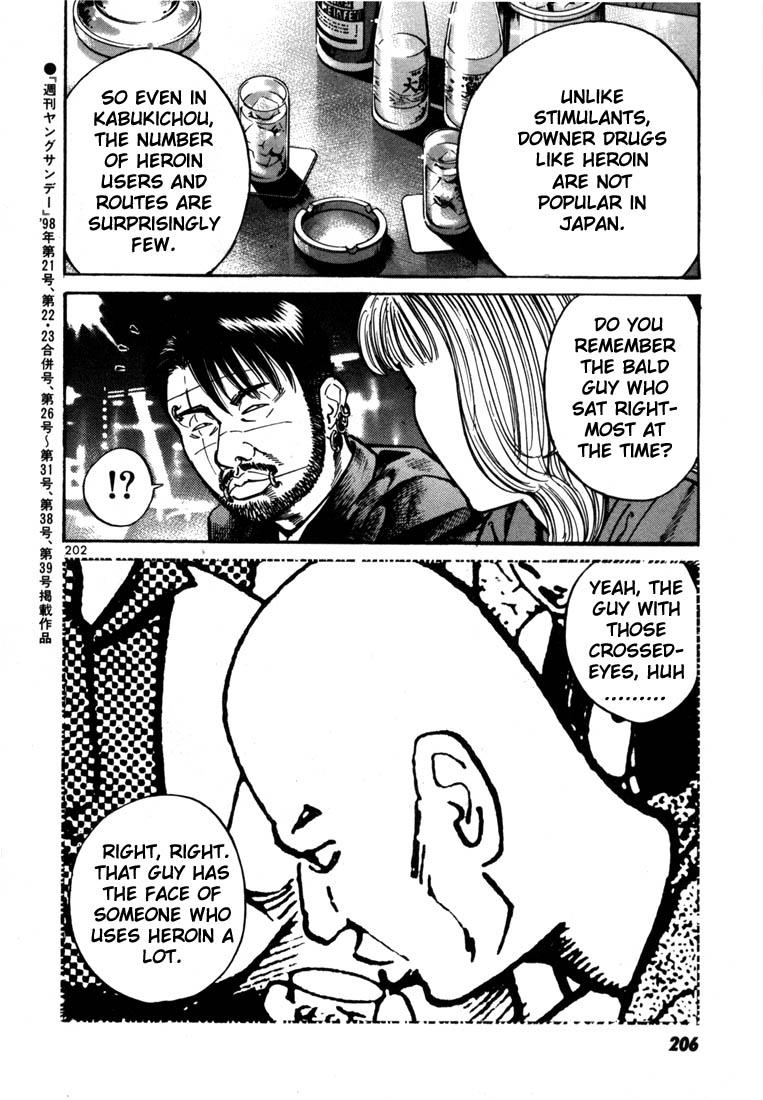 UNLIKE
STIMULANTS,
DOWNER DRUGS
LIKE HEROIN
ARE NOT
POPULAR IN
JAPAN.
SO EVEN IN
KABUKICHOU,
THE NUMBER
OF HEROIN
USERS AND
ROUTES ARE
SURPRISINGLY
FEW.
DO YOU
REMEMBER
THE BALD
GUY WHO
SAT RIGHT-
MOST AT
THE TIME?
!?
202
YEAH, THE
GUY WITH
THOSE
CROSSED-
EYES, HUH
.........
RIGHT, RIGHT.
THAT GUY HAS
THE FACE OF
SOMEONE WHO
USES HEROIN A
LOT.
●『週刊ヤングサンデー』'98年第21号、第22・23合併号、第26号〜第31号、第38号、第39号掲載作品
206